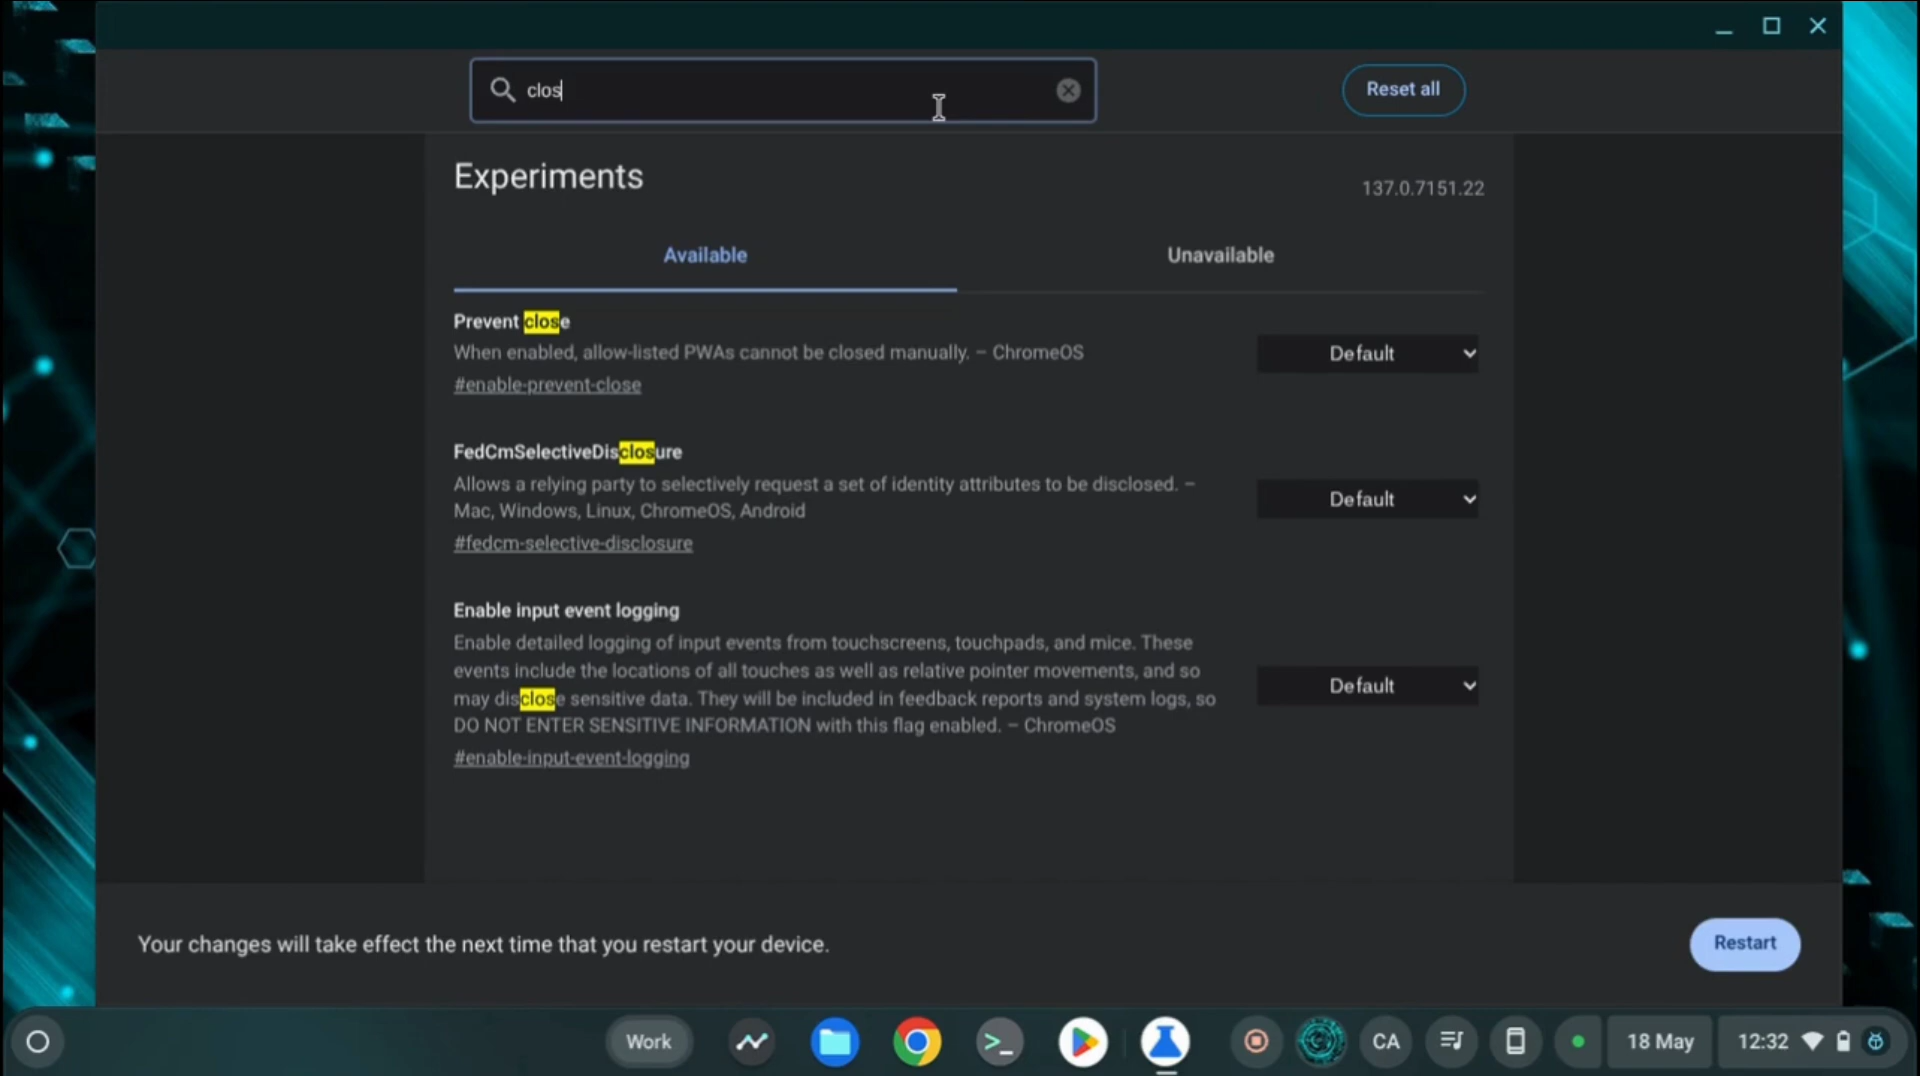 clos
Reset all
Experiments
137.0.7151.22
Available
Unavailable
Prevent close
When enabled, allow-listed PWAs cannot be closed manually. – ChromeOS
#enable-prevent-close
Default
FedCmSelectiveDisclosure
Allows a relying party to selectively request a set of identity attributes to be disclosed. –
Mac, Windows, Linux, ChromeOS, Android
#fedcm-selective-disclosure
Default
Enable input event logging
Enable detailed logging of input events from touchscreens, touchpads, and mice. These
events include the locations of all touches as well as relative pointer movements, and so
may disclose sensitive data. They will be included in feedback reports and system logs, so
DO NOT ENTER SENSITIVE INFORMATION with this flag enabled. – ChromeOS
#enable-input-event-logging
Default
Your changes will take effect the next time that you restart your device.
Restart
Work
CA
18 May
12:32